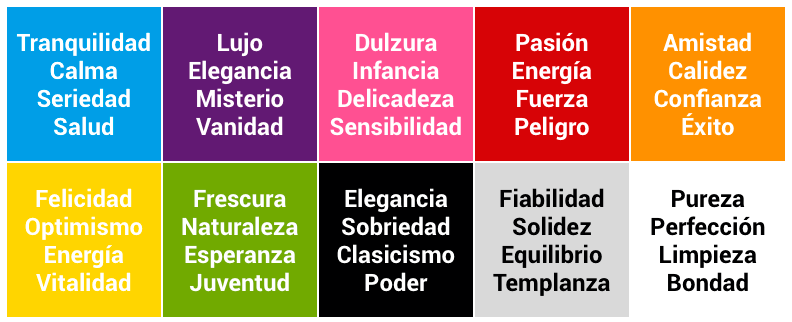 Tranquilidad
Calma
Seriedad
Salud
Lujo
Elegancia
Misterio
Vanidad
Dulzura
Infancia
Delicadeza
Sensibilidad
Pasión
Energía
Fuerza
Peligro
Amistad
Calidez
Confianza
Éxito
Felicidad
Optimismo
Energía
Vitalidad
Frescura
Naturaleza
Esperanza
Juventud
Elegancia
Sobriedad
Clasicismo
Poder
Fiabilidad
Solidez
Equilibrio
Templanza
Pureza
Perfección
Limpieza
Bondad